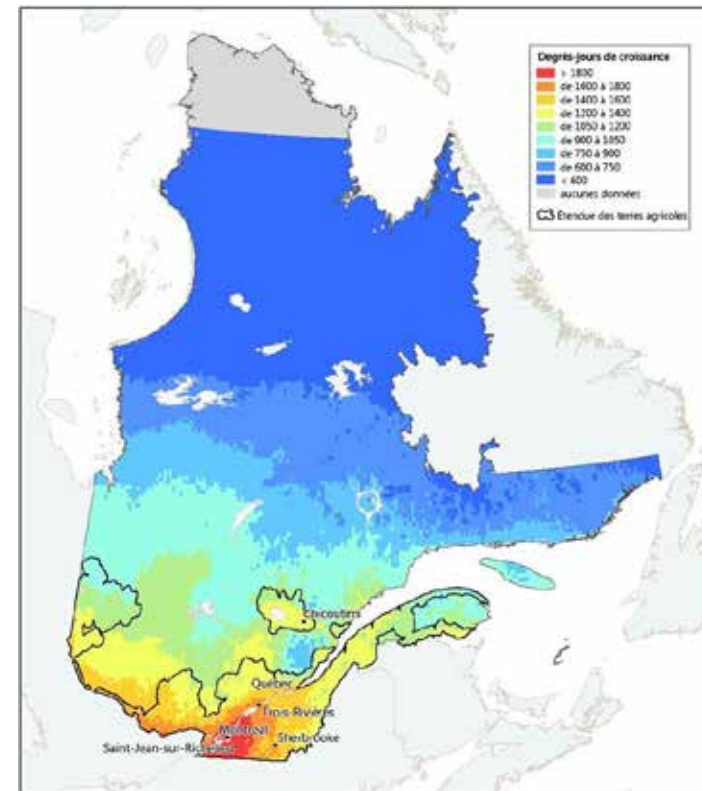 Degrés-jours de croissance
> 1800
de 1600 à 1800
de 1400 à 1600
de 1200 à 1400
de 1050 à 1200
de 900 à 1050
de 750 à 900
de 600 à 750
< 600
aucunes données
Étendue des terres agricoles
Chicoutimi
Québec
Trois-Rivières
Montréal
Sherbrooke
Saint-Jean-sur-Richelieu